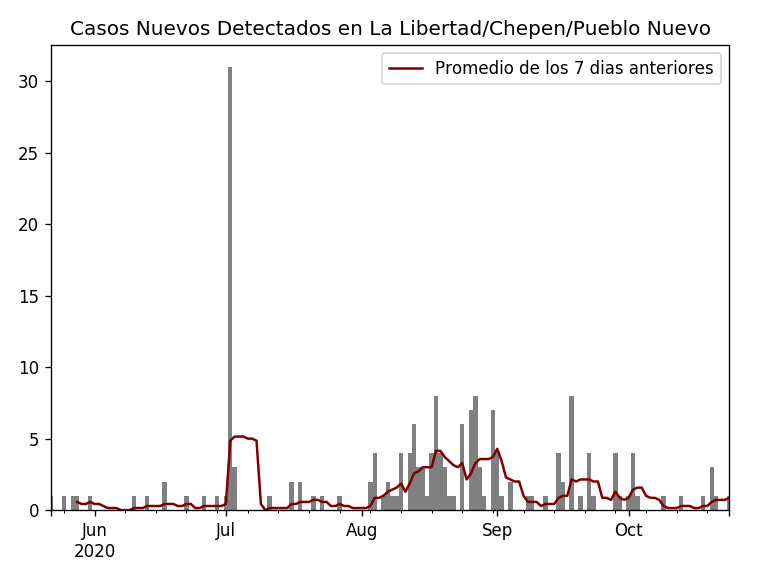 Casos Nuevos Detectados en La Libertad/Chepen/Pueblo Nuevo
Promedio de los 7 dias anteriores
30
25
20
15
10
5
0
Jun Jul Aug Sep Oct
2020